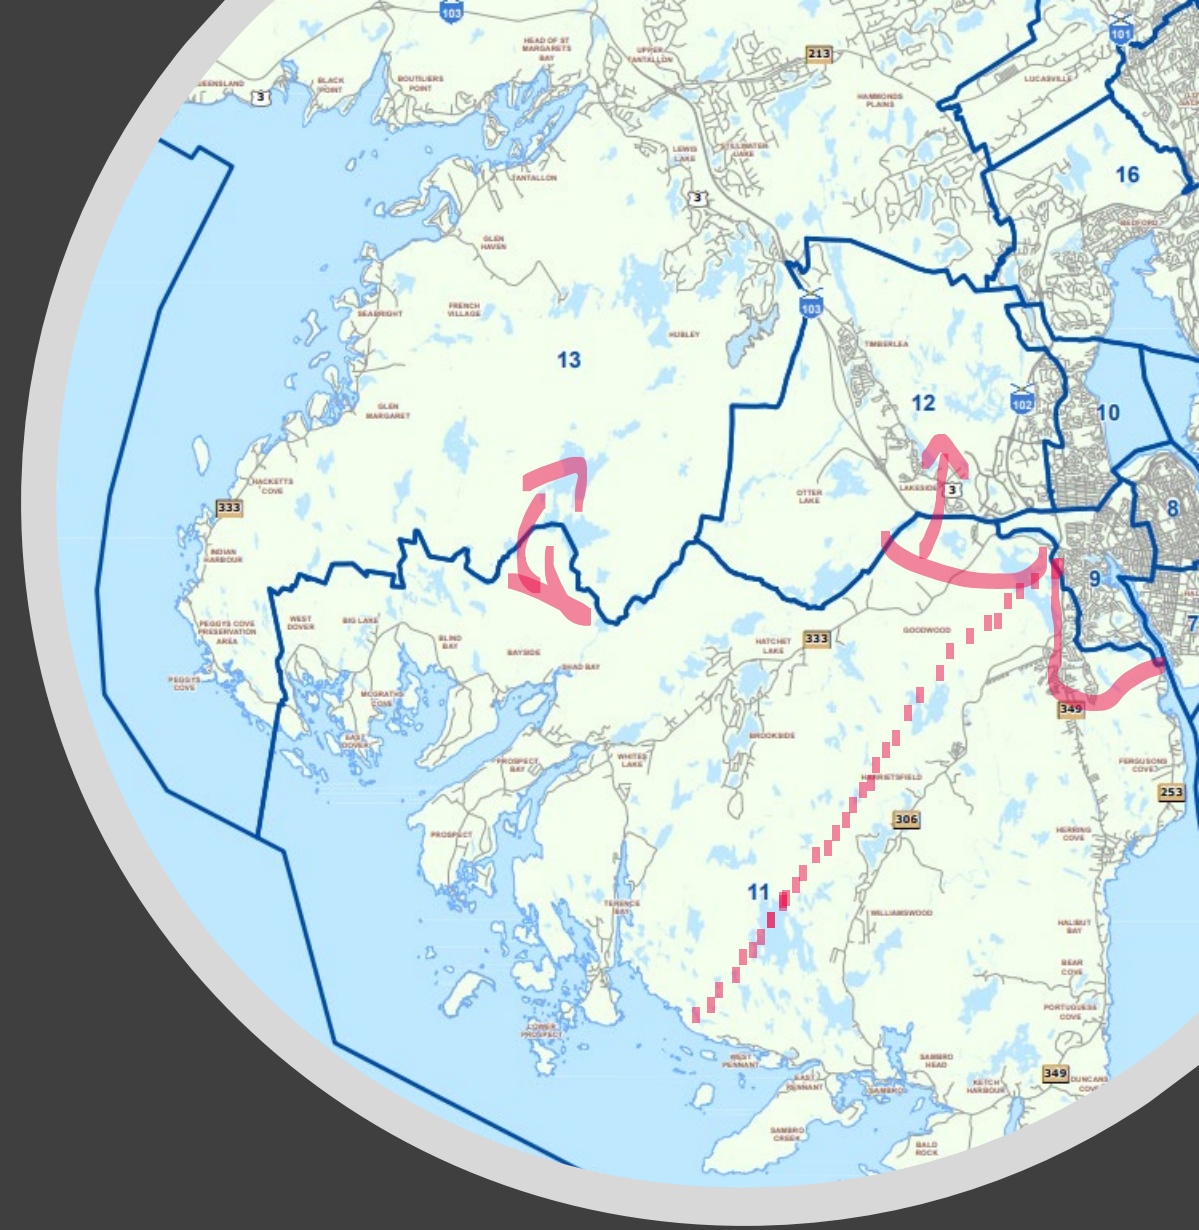 103
101
HEAD OF ST
MARGARETS
BAY
UPPER
TANTALLON
213
BLACK
POINT
BOUTILIERS
POINT
LUCASVILLE
3
HAMMONDS
PLAINS
LEWIS
LAKE
STILLWATER
LAKE
TANTALLON
16
3
BEDFORD
GLEN
HAVEN
103
SEABRIGHT
FRENCH
VILLAGE
HUBLEY
TIMBERLEA
13
12
102
10
GLEN
MARGARET
HACKETTS
COVE
OTTER
LAKE
LAKESIDE
3
333
8
INDIAN
HARBOUR
9
PEGGYS COVE
PRESERVATION
AREA
WEST
DOVER
BIG LAKE
BLIND
BAY
BAYSIDE
SHAD BAY
HATCHET
LAKE
333
GOODWOOD
7
PEGGYS
COVE
MCGRATHS
COVE
349
EAST
DOVER
BROOKSIDE
PROSPECT
BAY
WHITES
LAKE
HARRIETSFIELD
FERGUSONS
COVE
253
PROSPECT
306
HERRING
COVE
11
TERENCE
BAY
WILLIAMSWOOD
HALIBUT
BAY
BEAR
COVE
PORTUGUESE
COVE
LOWER
PROSPECT
WEST
PENNANT
SAMBRO
HEAD
349
EAST
PENNANT
SAMBRO
KETCH
HARBOUR
DUNCANS
COVE
SAMBRO
CREEK
BALD
ROCK